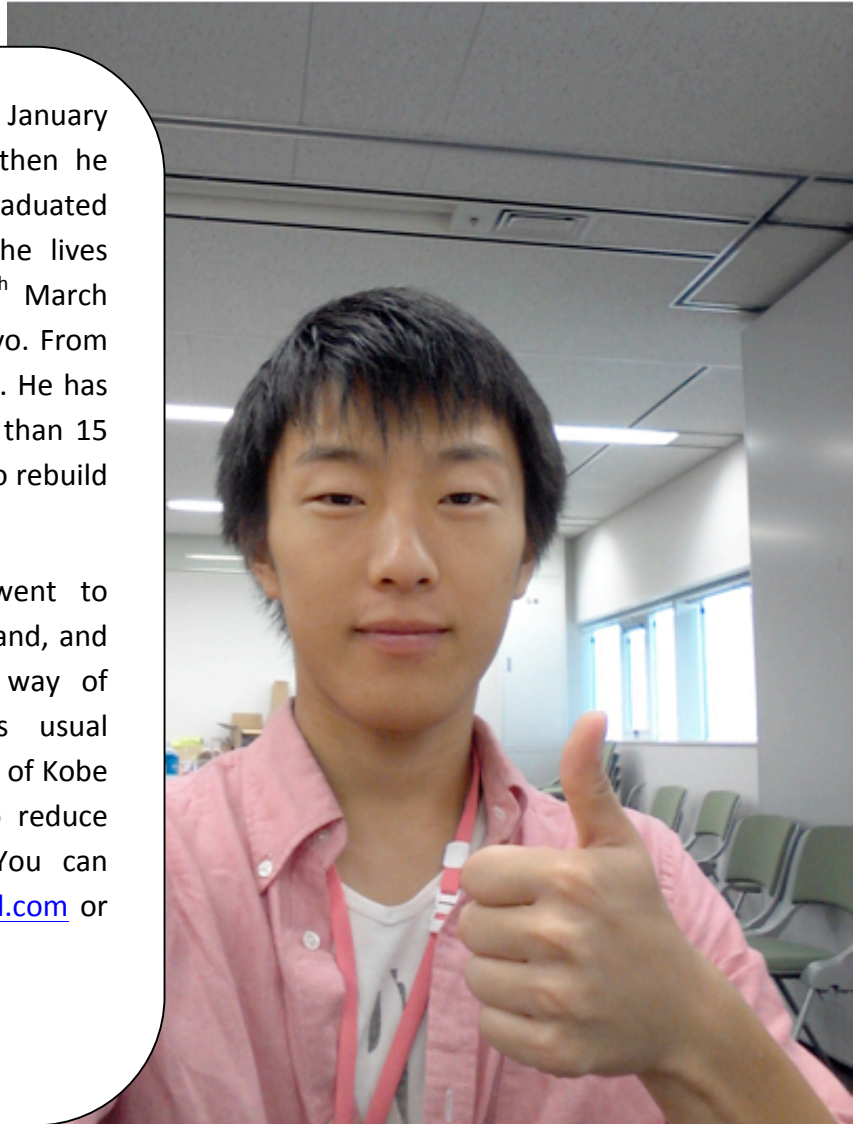 January
then he
aduated
he lives
h March
yo. From
. He has
than 15
o rebuild
went to
and, and
way of
s usual
of Kobe
o reduce
You can
l.com or